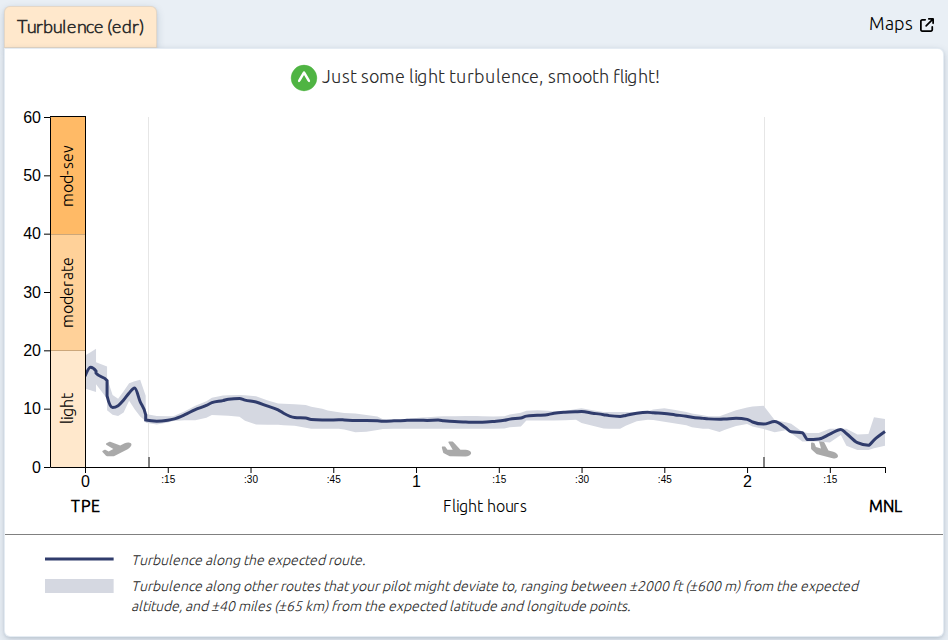 Turbulence (edr)
Maps
Just some light turbulence, smooth flight!
60
50
40
30
20
10
0
mod-sev
moderate
light
0 :15 :30 :45 1 :15 :30 :45 2 :15
TPE Flight hours MNL
Turbulence along the expected route.
Turbulence along other routes that your pilot might deviate to, ranging between ±2000 ft (±600 m) from the expected
altitude, and ±40 miles (±65 km) from the expected latitude and longitude points.